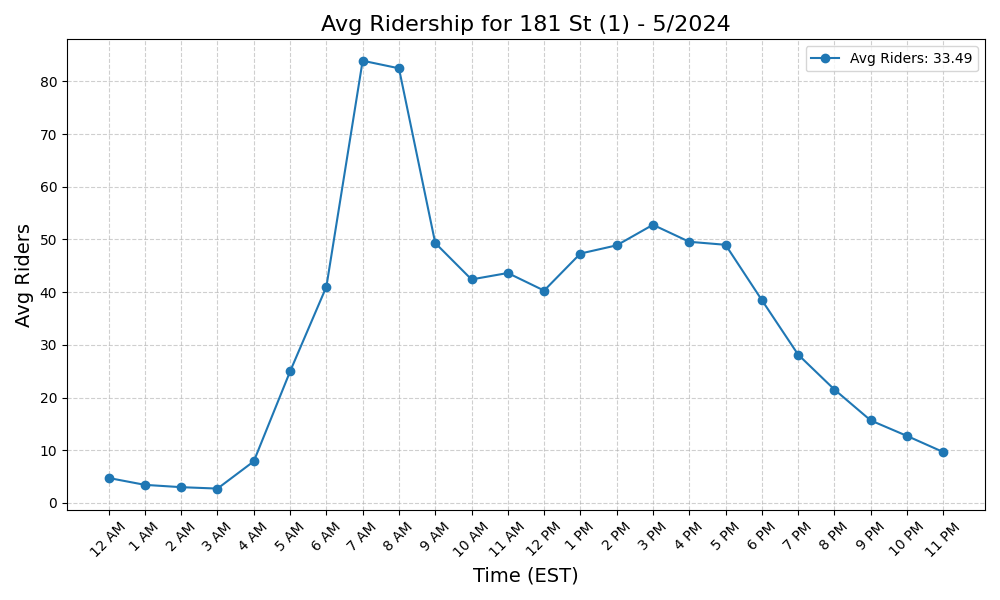 Avg Ridership for 181 St (1) - 5/2024
Avg Riders: 33.49
Avg Riders
80
70
60
50
40
30
20
10
0
12 AM
1 AM
2 AM
3 AM
4 AM
5 AM
6 AM
7 AM
8 AM
9 AM
10 AM
11 AM
12 PM
1 PM
2 PM
3 PM
4 PM
5 PM
6 PM
7 PM
8 PM
9 PM
10 PM
11 PM
Time (EST)